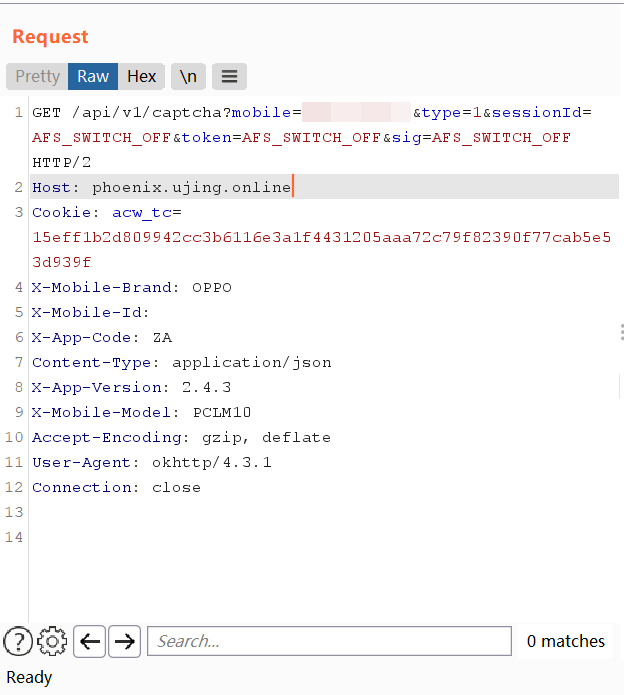 Request
Pretty Raw Hex \n
1 GET /api/v1/captcha?mobile= &type=1&sessionId=
AFS_SWITCH_OFF&token=AFS_SWITCH_OFF&sig=AFS_SWITCH_OFF
HTTP/2
2 Host: phoenix.ujing.online
3 Cookie: acw_tc=
15eff1b2d809942cc3b6116e3a1f4431205aaa72c79f82390f77cab5e5
3d939f
4 X-Mobile-Brand: OPPO
5 X-Mobile-Id:
6 X-App-Code: ZA
7 Content-Type: application/json
8 X-App-Version: 2.4.3
9 X-Mobile-Model: PCLM10
10 Accept-Encoding: gzip, deflate
11 User-Agent: okhttp/4.3.1
12 Connection: close
13
14
Search... 0 matches
Ready